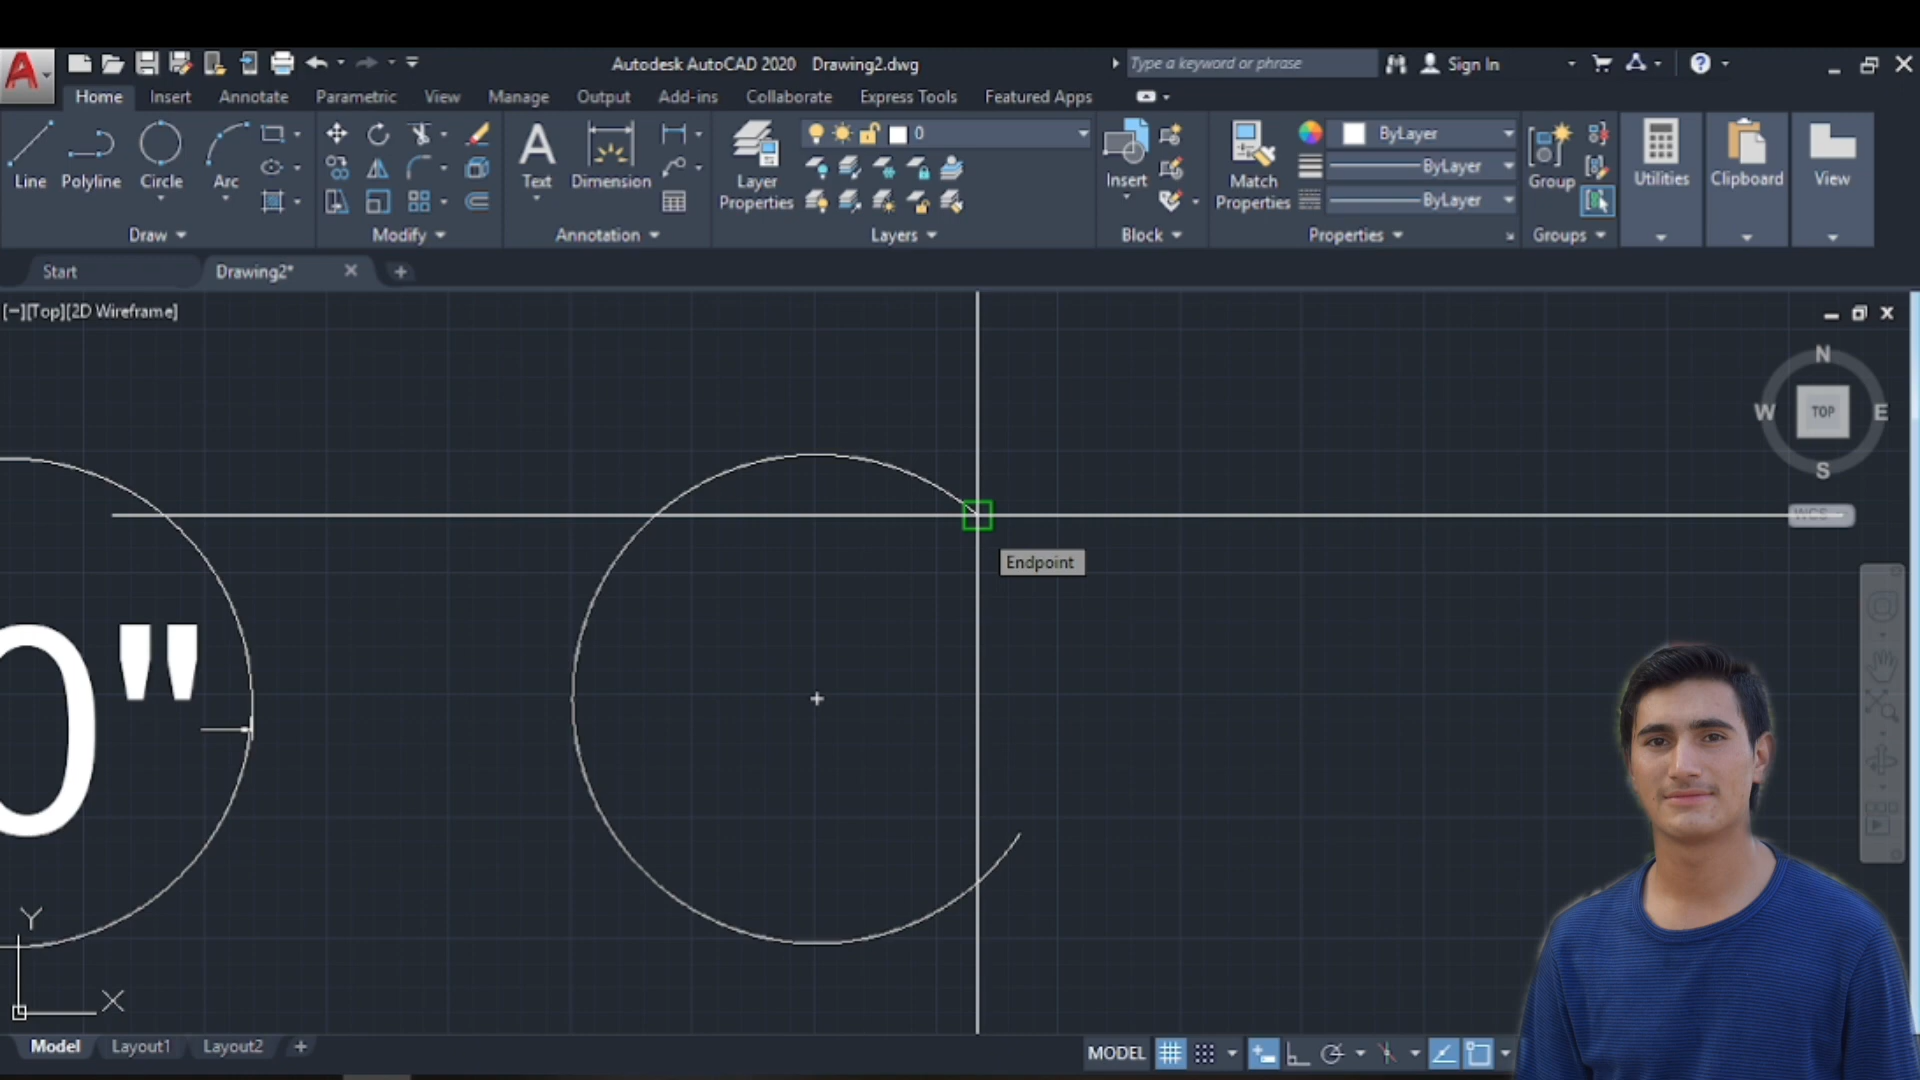 Autodesk AutoCAD 2020 Drawing2.dwg
Type a keyword or phrase
Sign In
Home Insert Annotate Parametric View Manage Output Add-ins Collaborate Express Tools Featured Apps
0
ByLayer
ByLayer
ByLayer
Line Polyline Circle Arc
Text Dimension
Layer
Properties
Insert
Match
Properties
Group
Utilities
Clipboard
View
Draw Modify Annotation Layers Block Properties Groups
Start Drawing2*
[−][Top][2D Wireframe]
N
W TOP E
S
WCS
Endpoint
0"
Y
X
Model Layout1 Layout2
MODEL